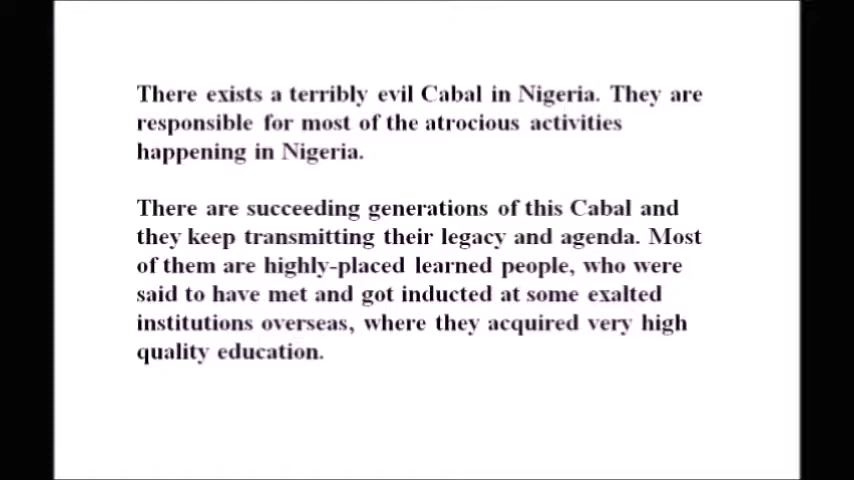 There exists a terribly evil Cabal in Nigeria. They are
responsible for most of the atrocious activities
happening in Nigeria.
There are succeeding generations of this Cabal and
they keep transmitting their legacy and agenda. Most
of them are highly-placed learned people, who were
said to have met and got inducted at some exalted
institutions overseas, where they acquired very high
quality education.